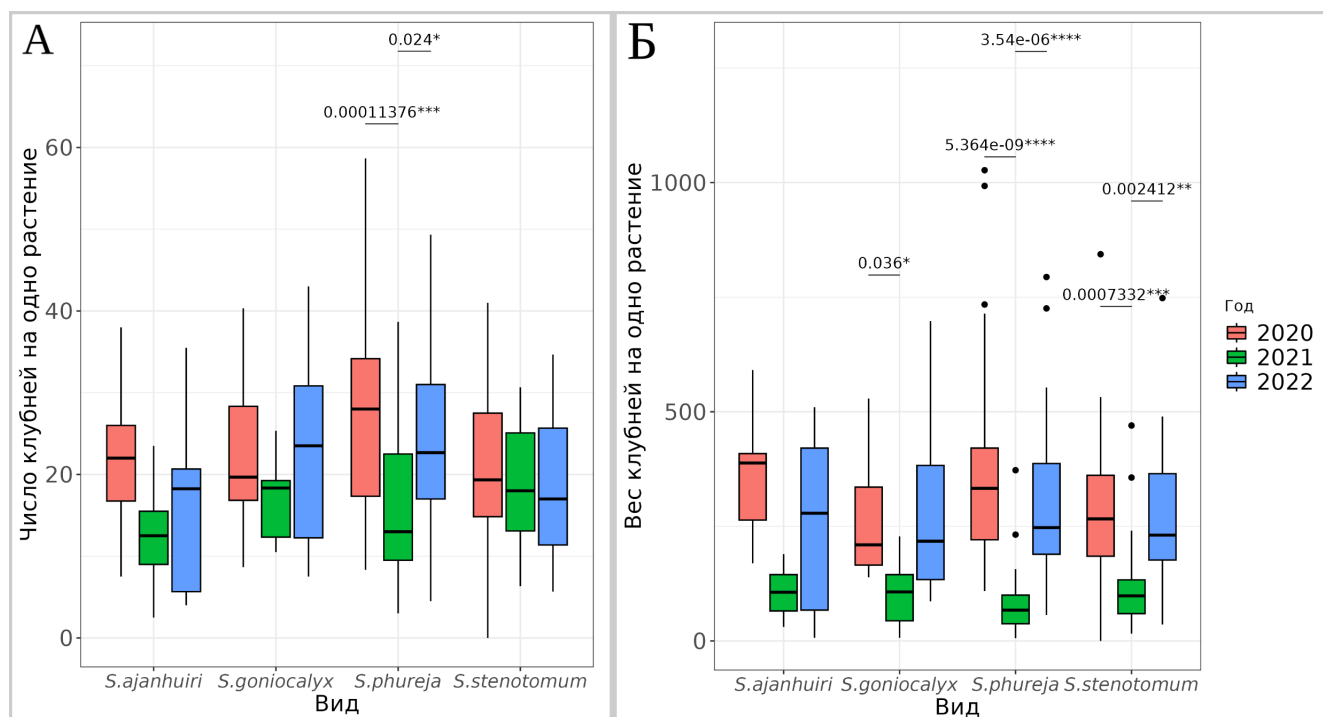 А
Число клубней на одно растение
60
40
20
0
0.024*
0.00011376***
S.ajanhuiri
S.goniocalyx
S.phureja
S.stenotomum
Вид
Б
Вес клубней на одно растение
1000
500
0
3.54e-06****
5.364e-09****
0.002412**
0.036*
0.0007332***
S.ajanhuiri
S.goniocalyx
S.phureja
S.stenotomum
Вид
Год
2020
2021
2022